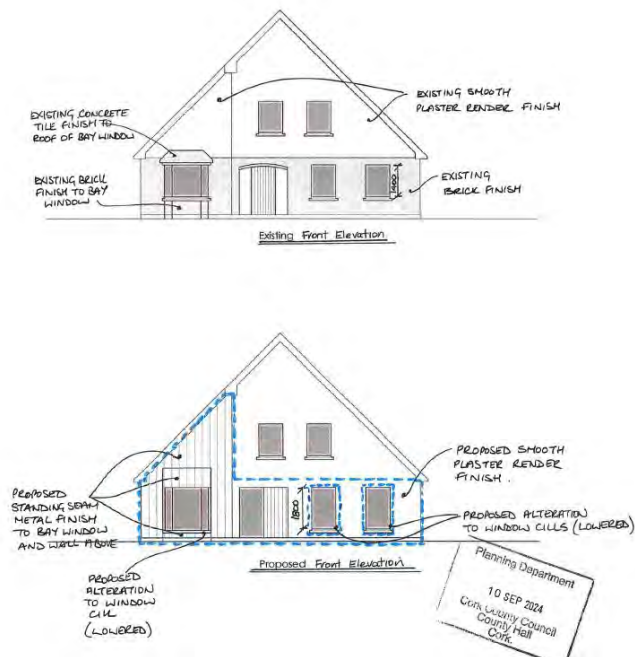 EXISTING SMOOTH
PLASTER RENDER
FINISH
EXISTING CONCRETE
TILE FINISH TO
ROOF OF BAY WINDOW
EXISTING BRICK
FINISH TO BAY
WINDOW
1400
EXISTING
BRICK FINISH
Existing Front Elevation
PROPOSED SMOOTH
PLASTER RENDER
FINISH.
PROPOSED
STANDING SEAM
METAL FINISH
TO BAY WINDOW
AND WALL ABOVE
1800
PROPOSED ALTERATION
TO WINDOW CILLS (LOWERED)
Proposed Front Elevation
PROPOSED
ALTERATION
TO WINDOW
CILL
(LOWERED)
Planning Department
10 SEP 2024
Cork County Council
County Hall
Cork.